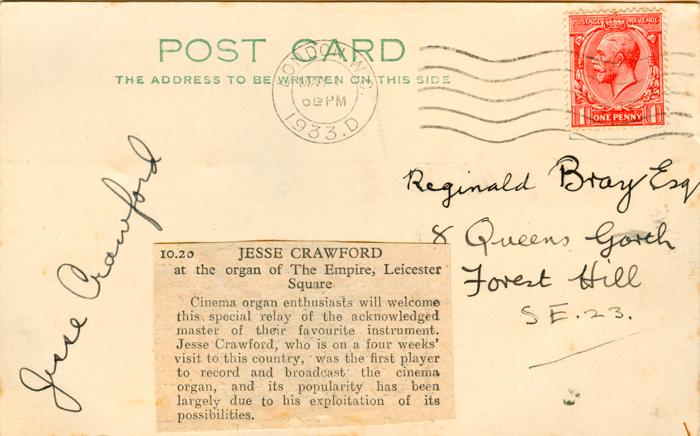 POST CARD
THE ADDRESS TO BE WRITTEN ON THIS SIDE
LONDON. W.C.
6 15 PM
1933. D
POSTAGE REVENUE
ONE PENNY
Reginald Bray Esq
8 Queens Garth
Forest Hill
S.E. 23.
Jesse Crawford
10.20 JESSE CRAWFORD
at the organ of The Empire, Leicester
Square
Cinema organ enthusiasts will welcome
this special relay of the acknowledged
master of their favourite instrument.
Jesse Crawford, who is on a four weeks'
visit to this country, was the first player
to record and broadcast the cinema
organ, and its popularity has been
largely due to his exploitation of its
possibilities.